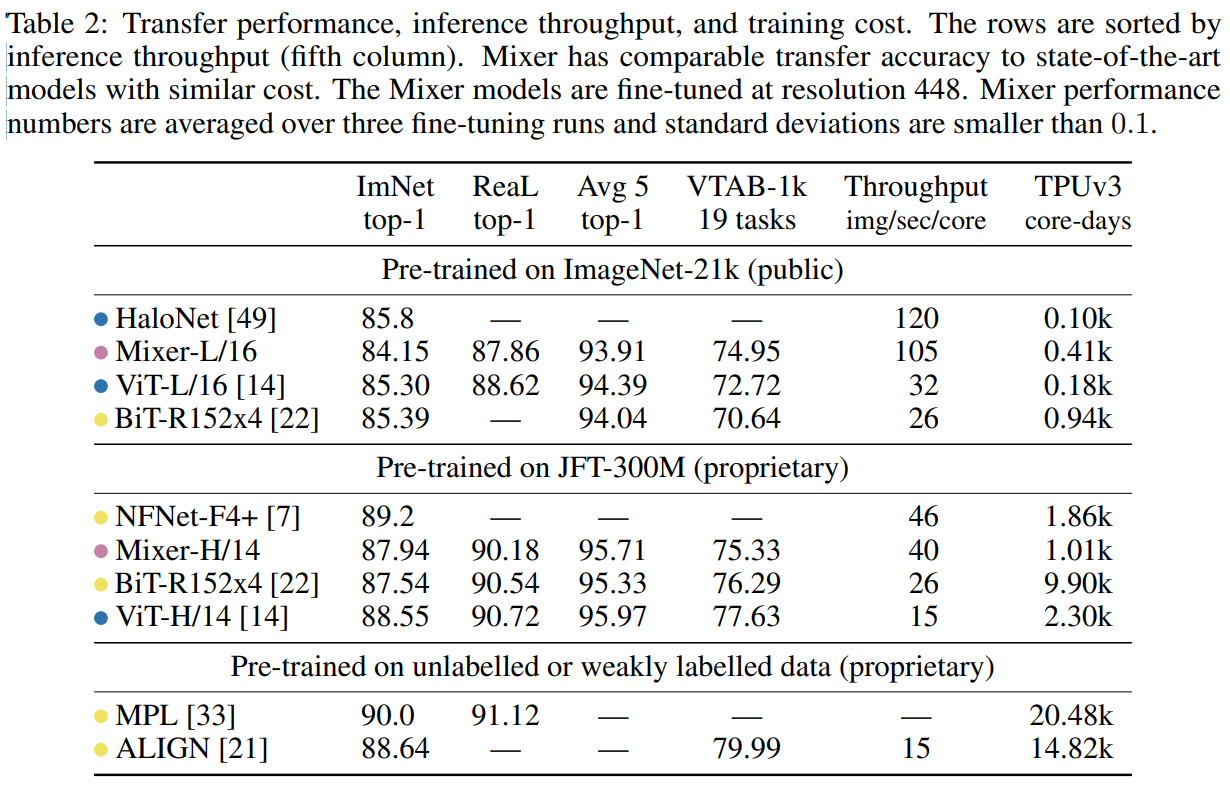 Table 2: Transfer performance, inference throughput, and training cost. The rows are sorted by
inference throughput (fifth column). Mixer has comparable transfer accuracy to state-of-the-art
models with similar cost. The Mixer models are fine-tuned at resolution 448. Mixer performance
numbers are averaged over three fine-tuning runs and standard deviations are smaller than 0.1.
ImNet ReaL Avg 5 VTAB-1k Throughput TPUv3
top-1 top-1 top-1 19 tasks img/sec/core core-days
Pre-trained on ImageNet-21k (public)
HaloNet [49] 85.8 — — — 120 0.10k
Mixer-L/16 84.15 87.86 93.91 74.95 105 0.41k
ViT-L/16 [14] 85.30 88.62 94.39 72.72 32 0.18k
BiT-R152x4 [22] 85.39 — 94.04 70.64 26 0.94k
Pre-trained on JFT-300M (proprietary)
NFNet-F4+ [7] 89.2 — — — 46 1.86k
Mixer-H/14 87.94 90.18 95.71 75.33 40 1.01k
BiT-R152x4 [22] 87.54 90.54 95.33 76.29 26 9.90k
ViT-H/14 [14] 88.55 90.72 95.97 77.63 15 2.30k
Pre-trained on unlabelled or weakly labelled data (proprietary)
MPL [33] 90.0 91.12 — — — 20.48k
ALIGN [21] 88.64 — — 79.99 15 14.82k